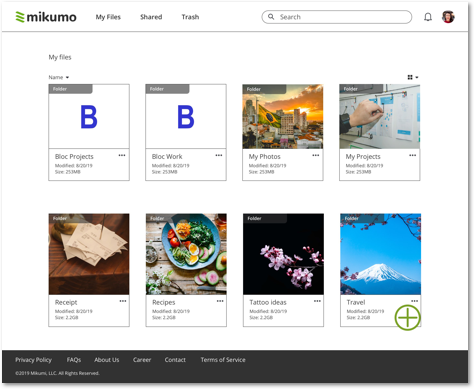 mikumo My Files Shared Trash Search
My files
Name
Folder Folder Folder Folder
B B
Bloc Projects ••• Bloc Work ••• My Photos ••• My Projects •••
Modified: 8/20/19 Modified: 8/20/19 Modified: 8/20/19 Modified: 8/20/19
Size: 253MB Size: 253MB Size: 253MB Size: 253MB
Folder Folder Folder Folder
Receipt ••• Recipes ••• Tattoo ideas ••• Travel •••
Modified: 8/20/19 Modified: 8/20/19 Modified: 8/20/19 Modified: 8/20/19
Size: 2.2GB Size: 2.2GB Size: 2.2GB Size: 2.2GB
Privacy Policy FAQs About Us Career Contact Terms of Service
©2019 Mikumi, LLC. All Rights Reserved.